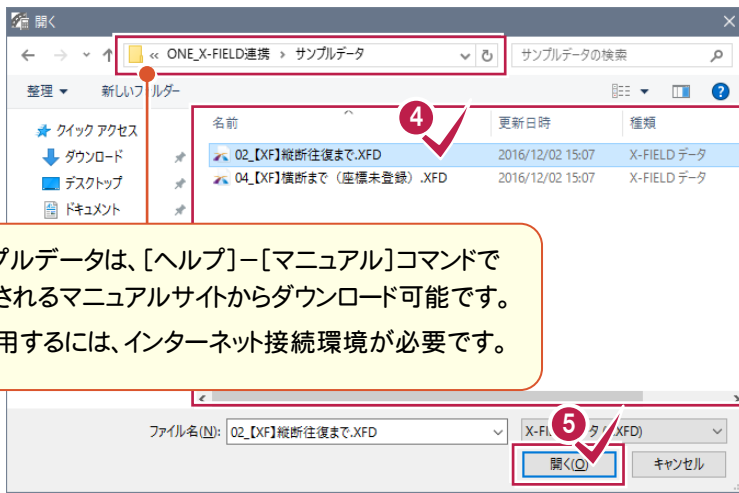 開く
« ONE_X-FIELD連携 › サンプルデータ
サンプルデータの検索
整理 ▼ 新しいフォルダー
名前 更新日時 種類
クイック アクセス
4
ダウンロード
02_【XF】縦断往復まで.XFD 2016/12/02 15:07 X-FIELD データ
デスクトップ
04_【XF】横断まで（座標未登録）.XFD 2016/12/02 15:07 X-FIELD データ
ドキュメント
プルデータは、［ヘルプ］－［マニュアル］コマンドで
されるマニュアルサイトからダウンロード可能です。
用するには、インターネット接続環境が必要です。
ファイル名(N): 02_【XF】縦断往復まで.XFD
5
開く(O) キャンセル